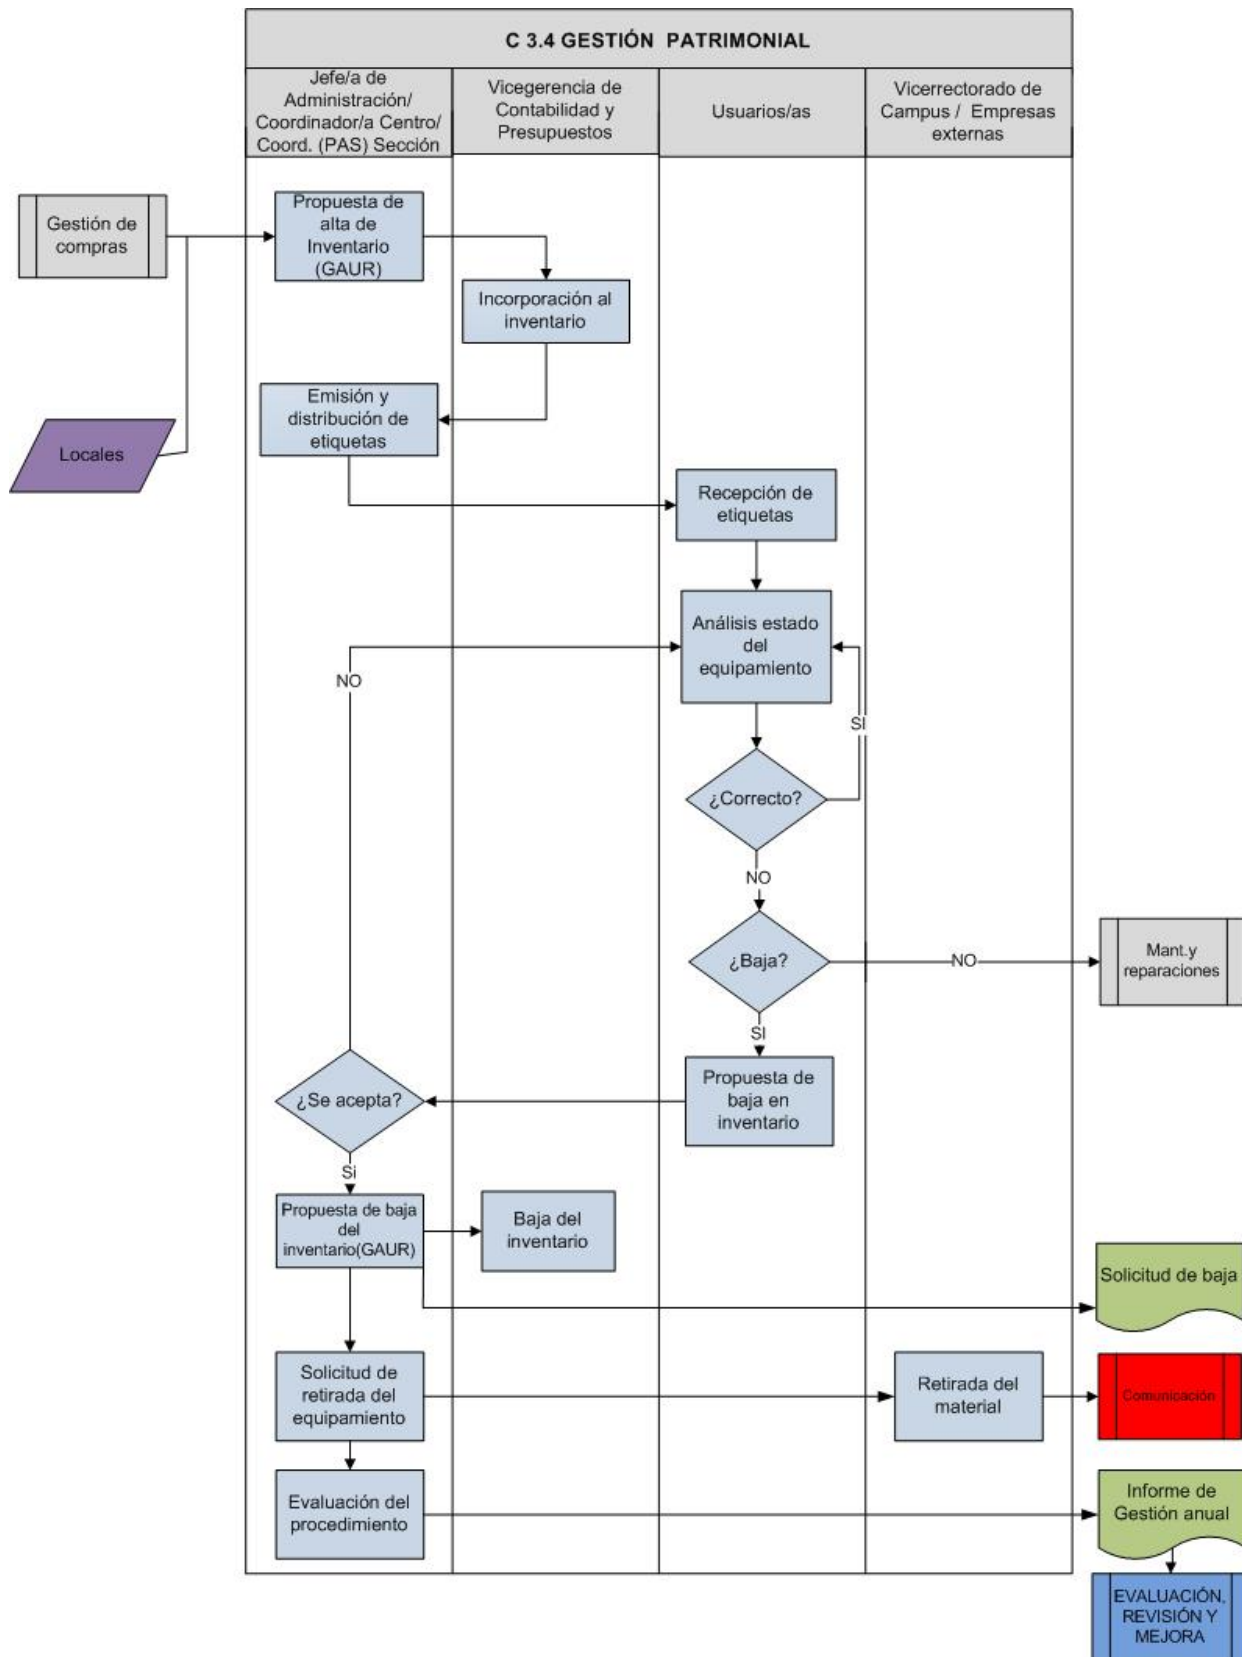 C 3.4 GESTIÓN PATRIMONIAL
Jefe/a de
Administración/
Coordinador/a Centro/
Coord. (PAS) Sección
Vicegerencia de
Contabilidad y
Presupuestos
Usuarios/as
Vicerrectorado de
Campus / Empresas
externas
Gestión de
compras
Propuesta de
alta de
Inventario
(GAUR)
Incorporación al
inventario
Emisión y
distribución de
etiquetas
Locales
Recepción de
etiquetas
Análisis estado
del
equipamiento
NO
SI
¿Correcto?
NO
¿Baja?
NO
Mant.y
reparaciones
SI
Propuesta de
baja en
inventario
¿Se acepta?
Si
Propuesta de baja
del
inventario(GAUR)
Baja del
inventario
Solicitud de baja
Solicitud de
retirada del
equipamiento
Retirada del
material
Comunicación
Evaluación del
procedimiento
Informe de
Gestión anual
EVALUACIÓN,
REVISIÓN Y
MEJORA